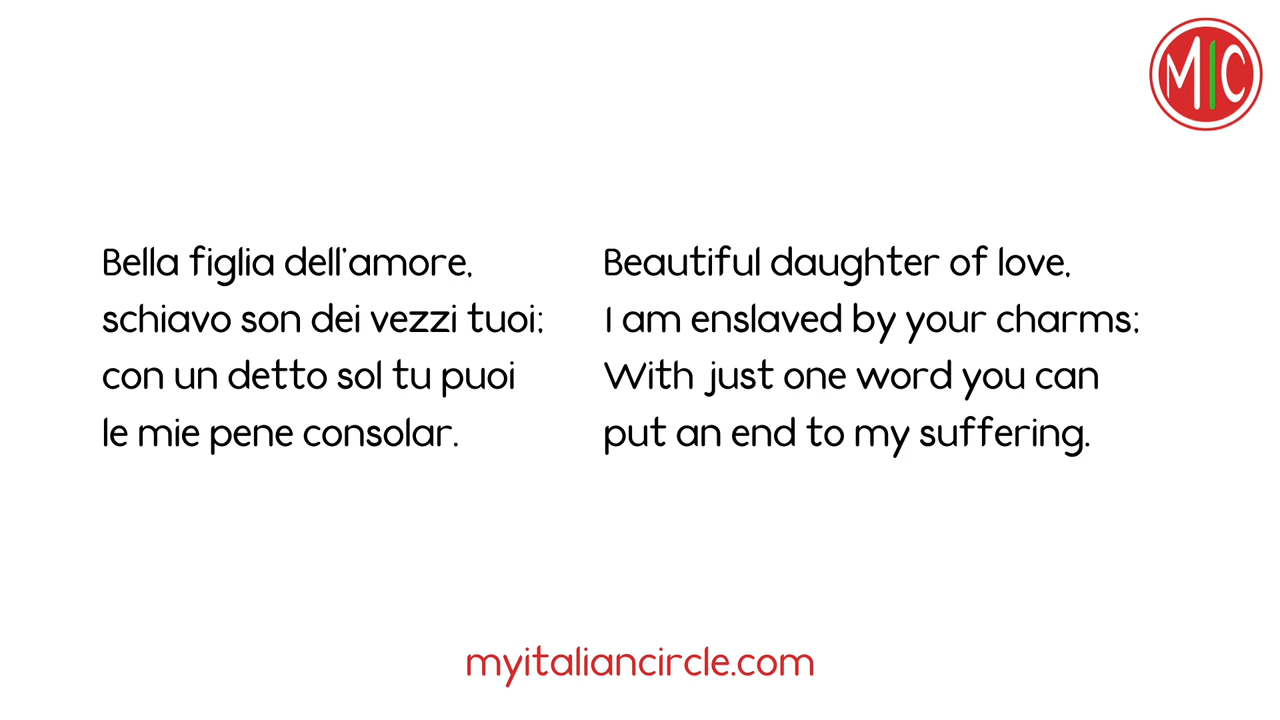 MIC
Bella figlia dell'amore,
schiavo son dei vezzi tuoi;
con un detto sol tu puoi
le mie pene consolar.
Beautiful daughter of love,
I am enslaved by your charms;
With just one word you can
put an end to my suffering.
myitaliancircle.com